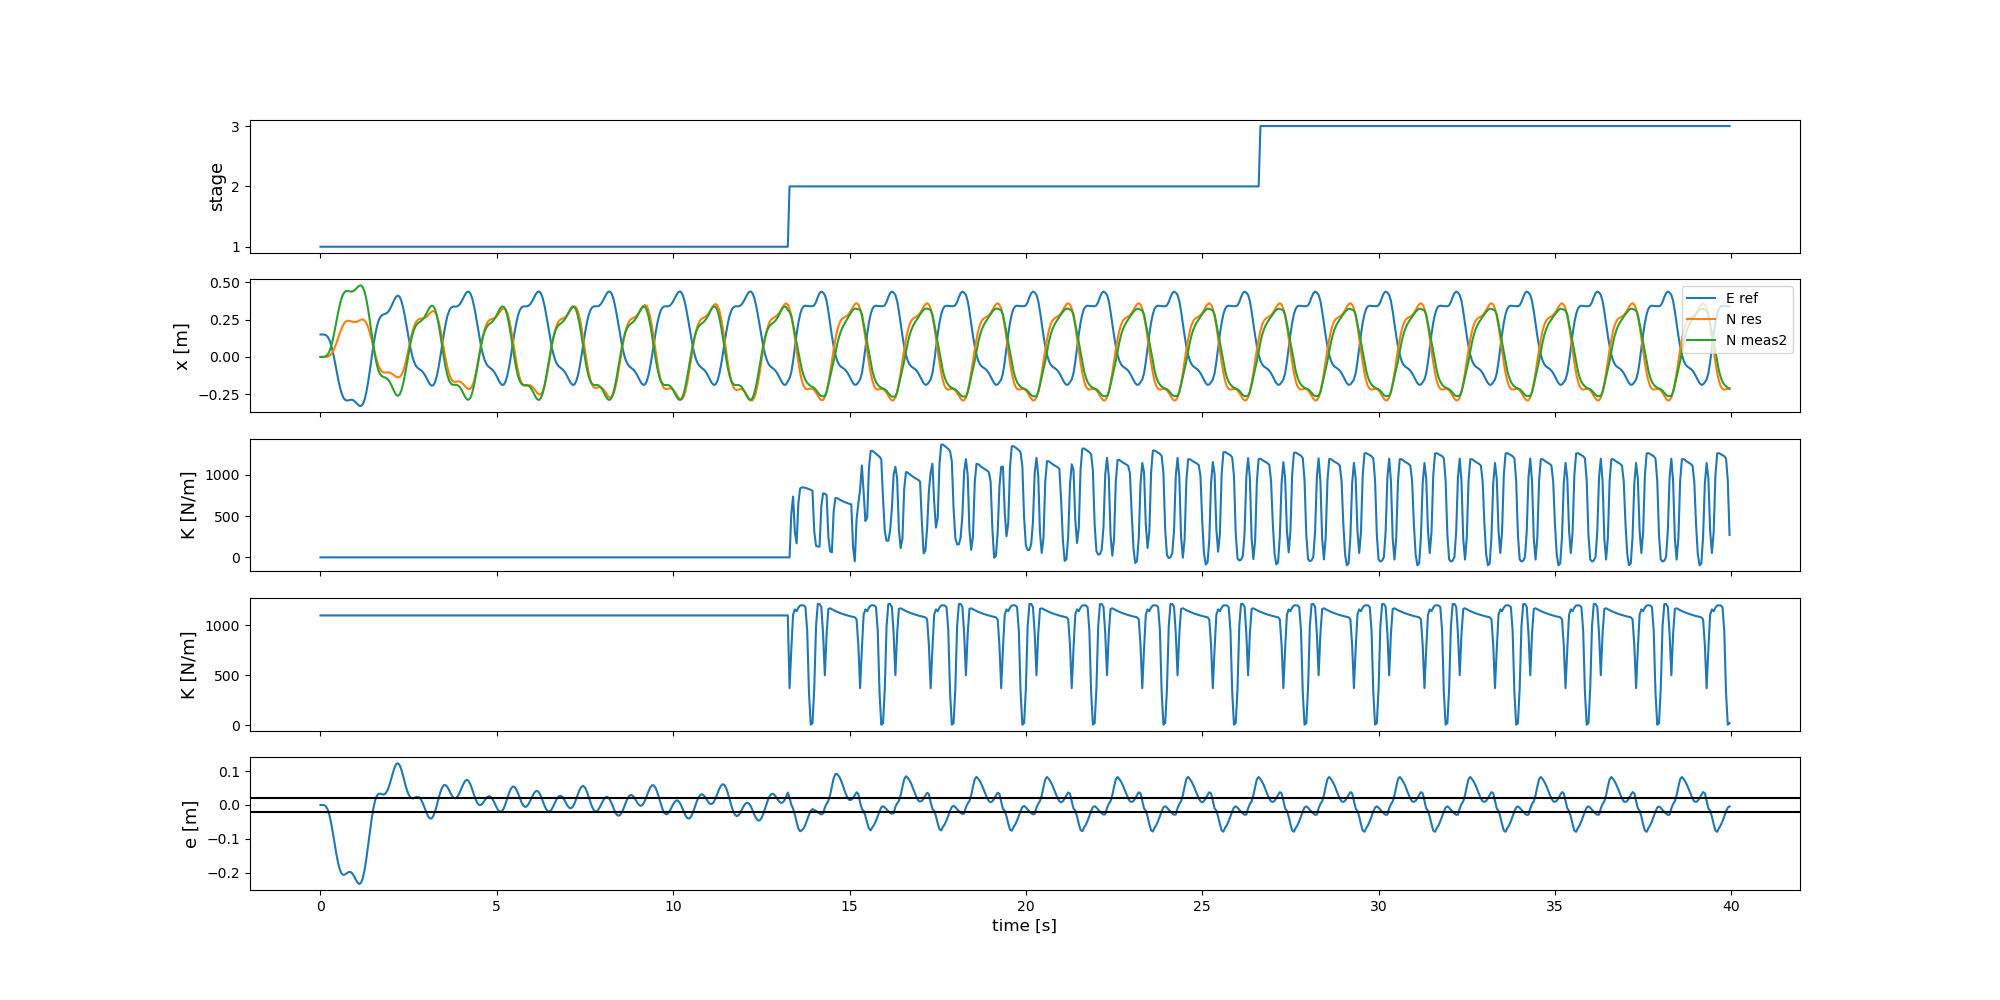 3
2
1
stage
0.50
0.25
0.00
−0.25
x [m]
E ref
N res
N meas2
1000
500
0
K [N/m]
1000
500
0
K [N/m]
0.1
0.0
−0.1
−0.2
e [m]
0 5 10 15 20 25 30 35 40
time [s]